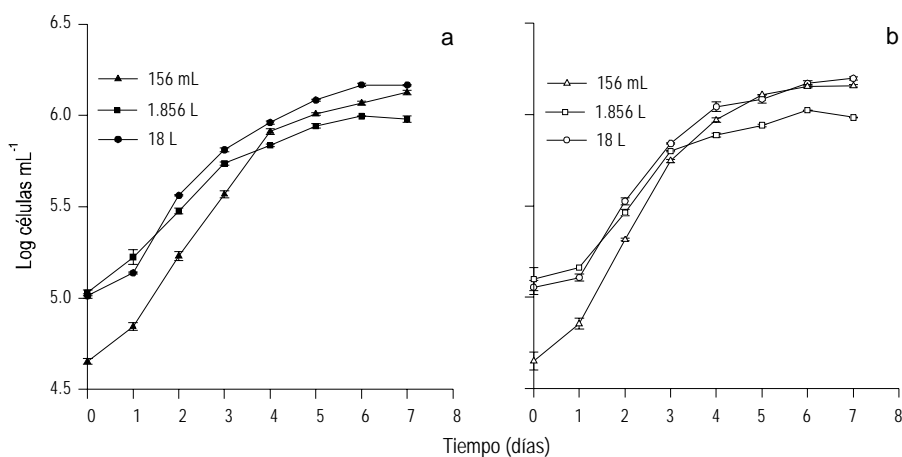 a
b
6.5
6.0
5.5
5.0
4.5
Log células mL-1
156 mL
1.856 L
18 L
156 mL
1.856 L
18 L
0 1 2 3 4 5 6 7 8
0 1 2 3 4 5 6 7 8
Tiempo (días)